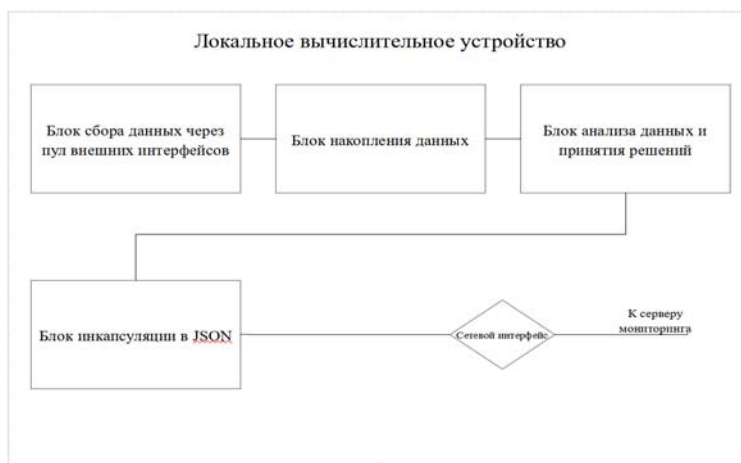 Локальное вычислительное устройство
Блок сбора данных через
пул внешних интерфейсов
Блок накопления данных
Блок анализа данных и
принятия решений
Блок инкапсуляции в JSON
Сетевой интерфейс
К серверу
мониторинга